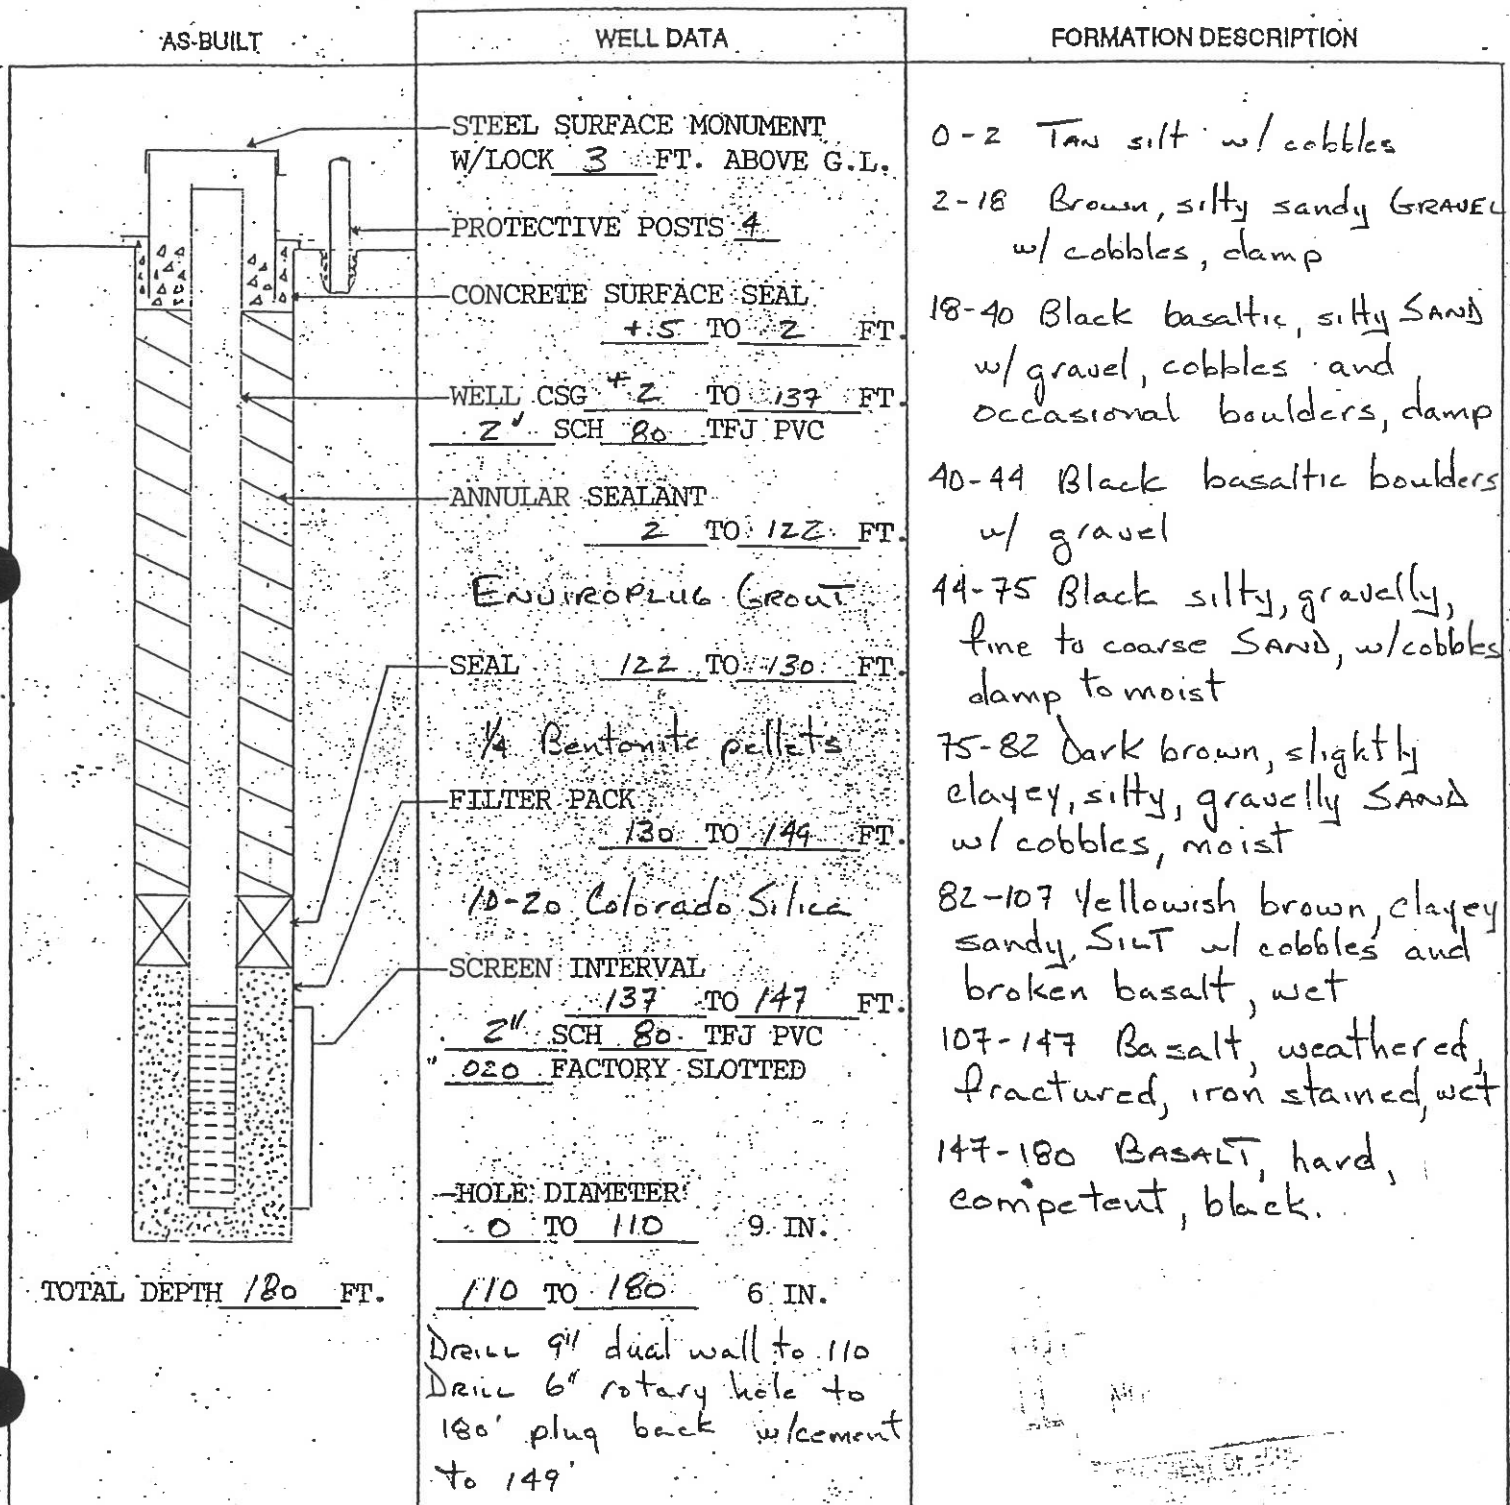 AS-BUILT
WELL DATA
FORMATION DESCRIPTION
STEEL SURFACE MONUMENT
W/LOCK 3 FT. ABOVE G.L.
PROTECTIVE POSTS 4
CONCRETE SURFACE SEAL
+.5 TO 2 FT.
WELL CSG +2 TO 137 FT.
2" SCH 80 TFJ PVC
ANNULAR SEALANT
2 TO 122 FT.
ENVIROPLUG GROUT
SEAL 122 TO 130 FT.
1/4 Bentonite pellets
FILTER PACK
130 TO 149 FT.
10-20 Colorado Silica
SCREEN INTERVAL
137 TO 147 FT.
2" SCH 80 TFJ PVC
".020 FACTORY SLOTTED
HOLE DIAMETER
0 TO 110 9 IN.
110 TO 180 6 IN.
DRILL 9" dual wall to 110
DRILL 6" rotary hole to
180' plug back w/cement
to 149'
TOTAL DEPTH 180 FT.
0-2 TAN silt w/ cobbles
2-18 Brown, silty sandy GRAVEL
w/ cobbles, damp
18-40 Black basaltic, silty SAND
w/ gravel, cobbles and
occasional boulders, damp
40-44 Black basaltic boulders
w/ gravel
44-75 Black silty, gravelly,
fine to coarse SAND, w/cobbles
damp to moist
75-82 Dark brown, slightly
clayey, silty, gravelly SAND
w/ cobbles, moist
82-107 Yellowish brown, clayey
sandy, SILT w/ cobbles and
broken basalt, wet
107-147 Basalt, weathered,
fractured, iron stained, wet
147-180 BASALT, hard,
competent, black.